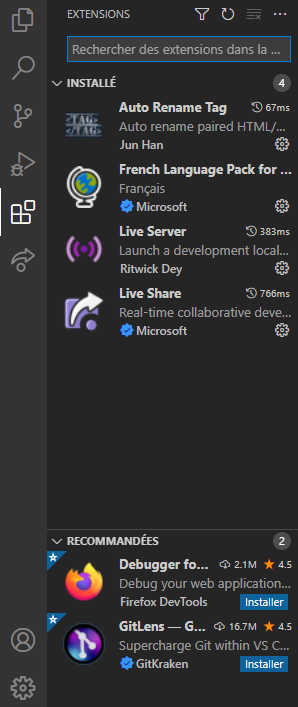 EXTENSIONS
Rechercher des extensions dans la ...
INSTALLÉ 4
Auto Rename Tag 67ms
Auto rename paired HTML/...
Jun Han
French Language Pack for ...
Français
Microsoft
Live Server 383ms
Launch a development local...
Ritwick Dey
Live Share 766ms
Real-time collaborative deve...
Microsoft
RECOMMANDÉES 2
Debugger fo... 2.1M 4.5
Debug your web application...
Firefox DevTools Installer
GitLens — G... 16.7M 4.5
Supercharge Git within VS C...
GitKraken Installer